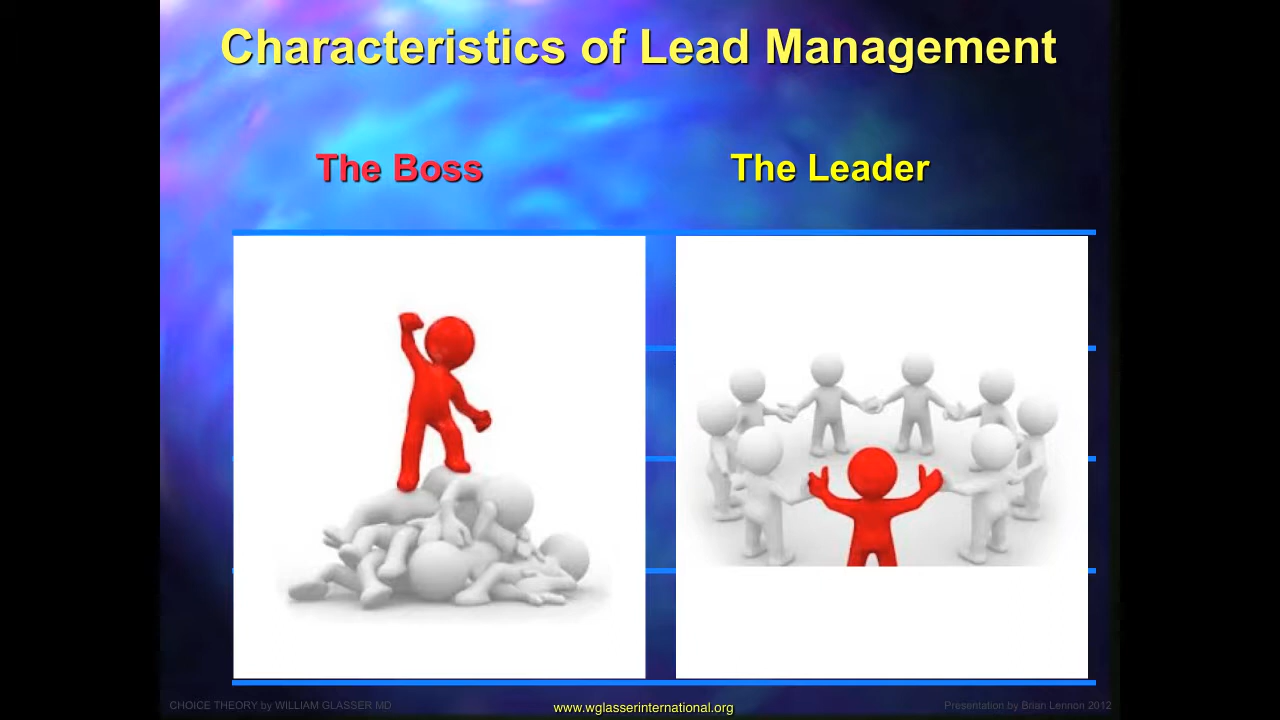 Characteristics of Lead Management
The Boss
The Leader
CHOICE THEORY by WILLIAM GLASSER MD
www.wglasserinternational.org
Presentation by Brian Lennon 2012